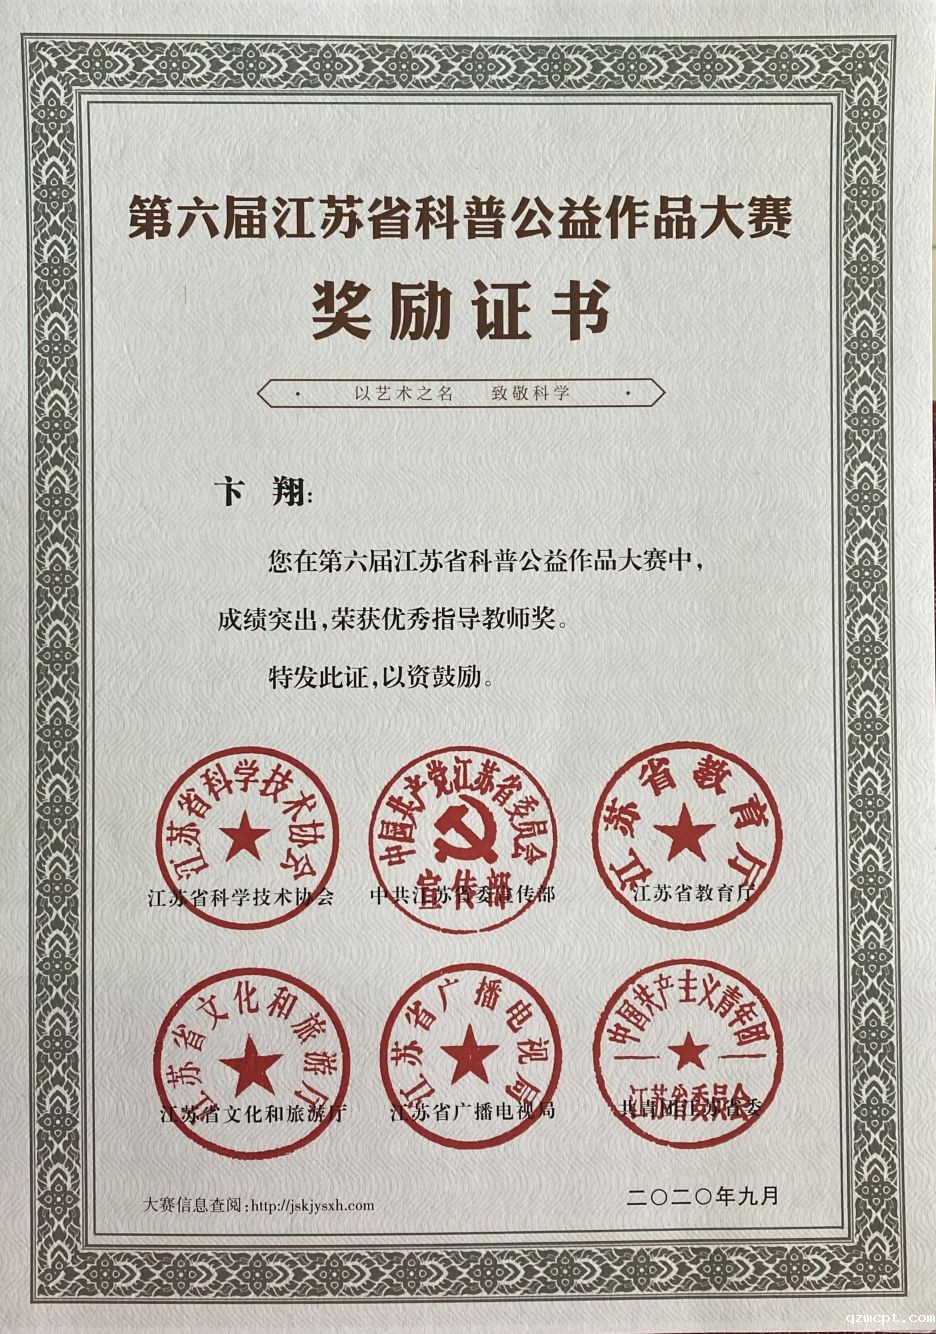 第六届江苏省科普公益作品大赛
奖励证书
· 以艺术之名 致敬科学 ·
卞 翔:
您在第六届江苏省科普公益作品大赛中,
成绩突出,荣获优秀指导教师奖。
特发此证,以资鼓励。
江苏省科学技术协会
江苏省科学技术协会
中国共产党江苏省委员会
宣传部
中共江苏省委宣传部
江苏省教育厅
江苏省教育厅
江苏省文化和旅游厅
江苏省文化和旅游厅
江苏省广播电视局
江苏省广播电视局
中国共产主义青年团
江苏省委员会
共青团江苏省委
大赛信息查阅:http://jskjysxh.com
二〇二〇年九月
qzmcpt.com